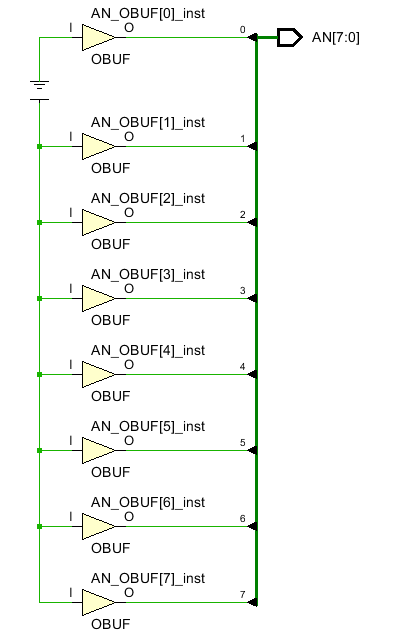 AN_OBUF[0]_inst
I O 0 AN[7:0]
OBUF
AN_OBUF[1]_inst
I O 1
OBUF
AN_OBUF[2]_inst
I O 2
OBUF
AN_OBUF[3]_inst
I O 3
OBUF
AN_OBUF[4]_inst
I O 4
OBUF
AN_OBUF[5]_inst
I O 5
OBUF
AN_OBUF[6]_inst
I O 6
OBUF
AN_OBUF[7]_inst
I O 7
OBUF